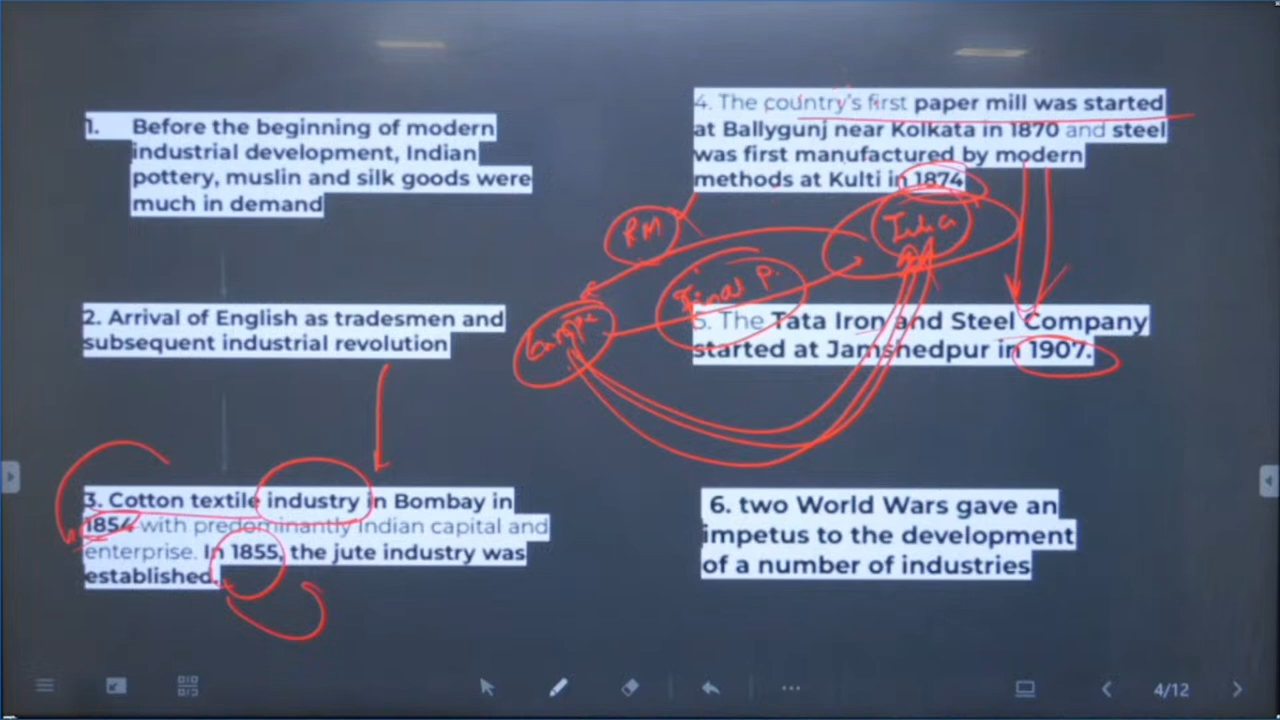 1. Before the beginning of modern
industrial development, Indian
pottery, muslin and silk goods were
much in demand
2. Arrival of English as tradesmen and
subsequent industrial revolution
3. Cotton textile industry in Bombay in
1854 with predominantly Indian capital and
enterprise. In 1855, the jute industry was
established.
4. The country's first paper mill was started
at Ballygunj near Kolkata in 1870 and steel
was first manufactured by modern
methods at Kulti in 1874
RM
India
Final P.
Europe
5. The Tata Iron and Steel Company
started at Jamshedpur in 1907.
6. two World Wars gave an
impetus to the development
of a number of industries
4/12